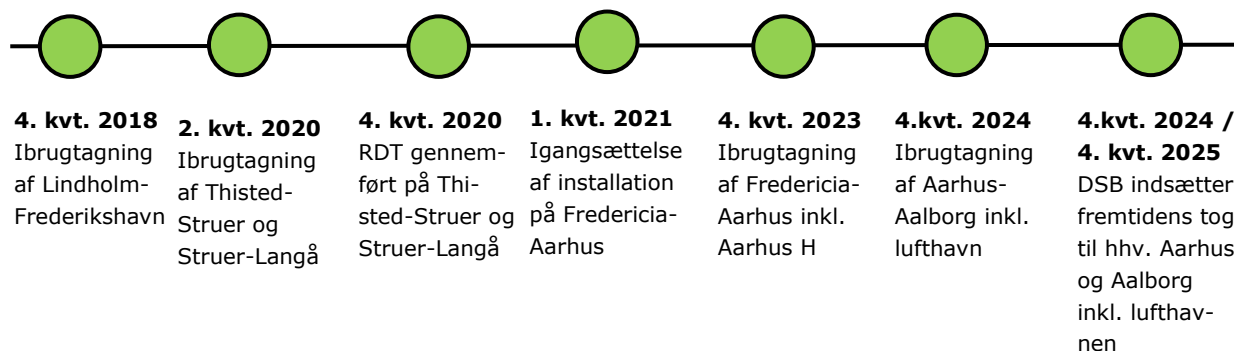 4. kvt. 2018
Ibrugtagning
af Lindholm-
Frederikshavn
2. kvt. 2020
Ibrugtagning
af Thisted-
Struer og
Struer-Langå
4. kvt. 2020
RDT gennem-
ført på Thi-
sted-Struer og
Struer-Langå
1. kvt. 2021
Igangsættelse
af installation
på Fredericia-
Aarhus
4. kvt. 2023
Ibrugtagning
af Fredericia-
Aarhus inkl.
Aarhus H
4.kvt. 2024
Ibrugtagning
af Aarhus-
Aalborg inkl.
lufthavn
4.kvt. 2024 /
4. kvt. 2025
DSB indsætter
fremtidens tog
til hhv. Aarhus
og Aalborg
inkl. lufthav-
nen